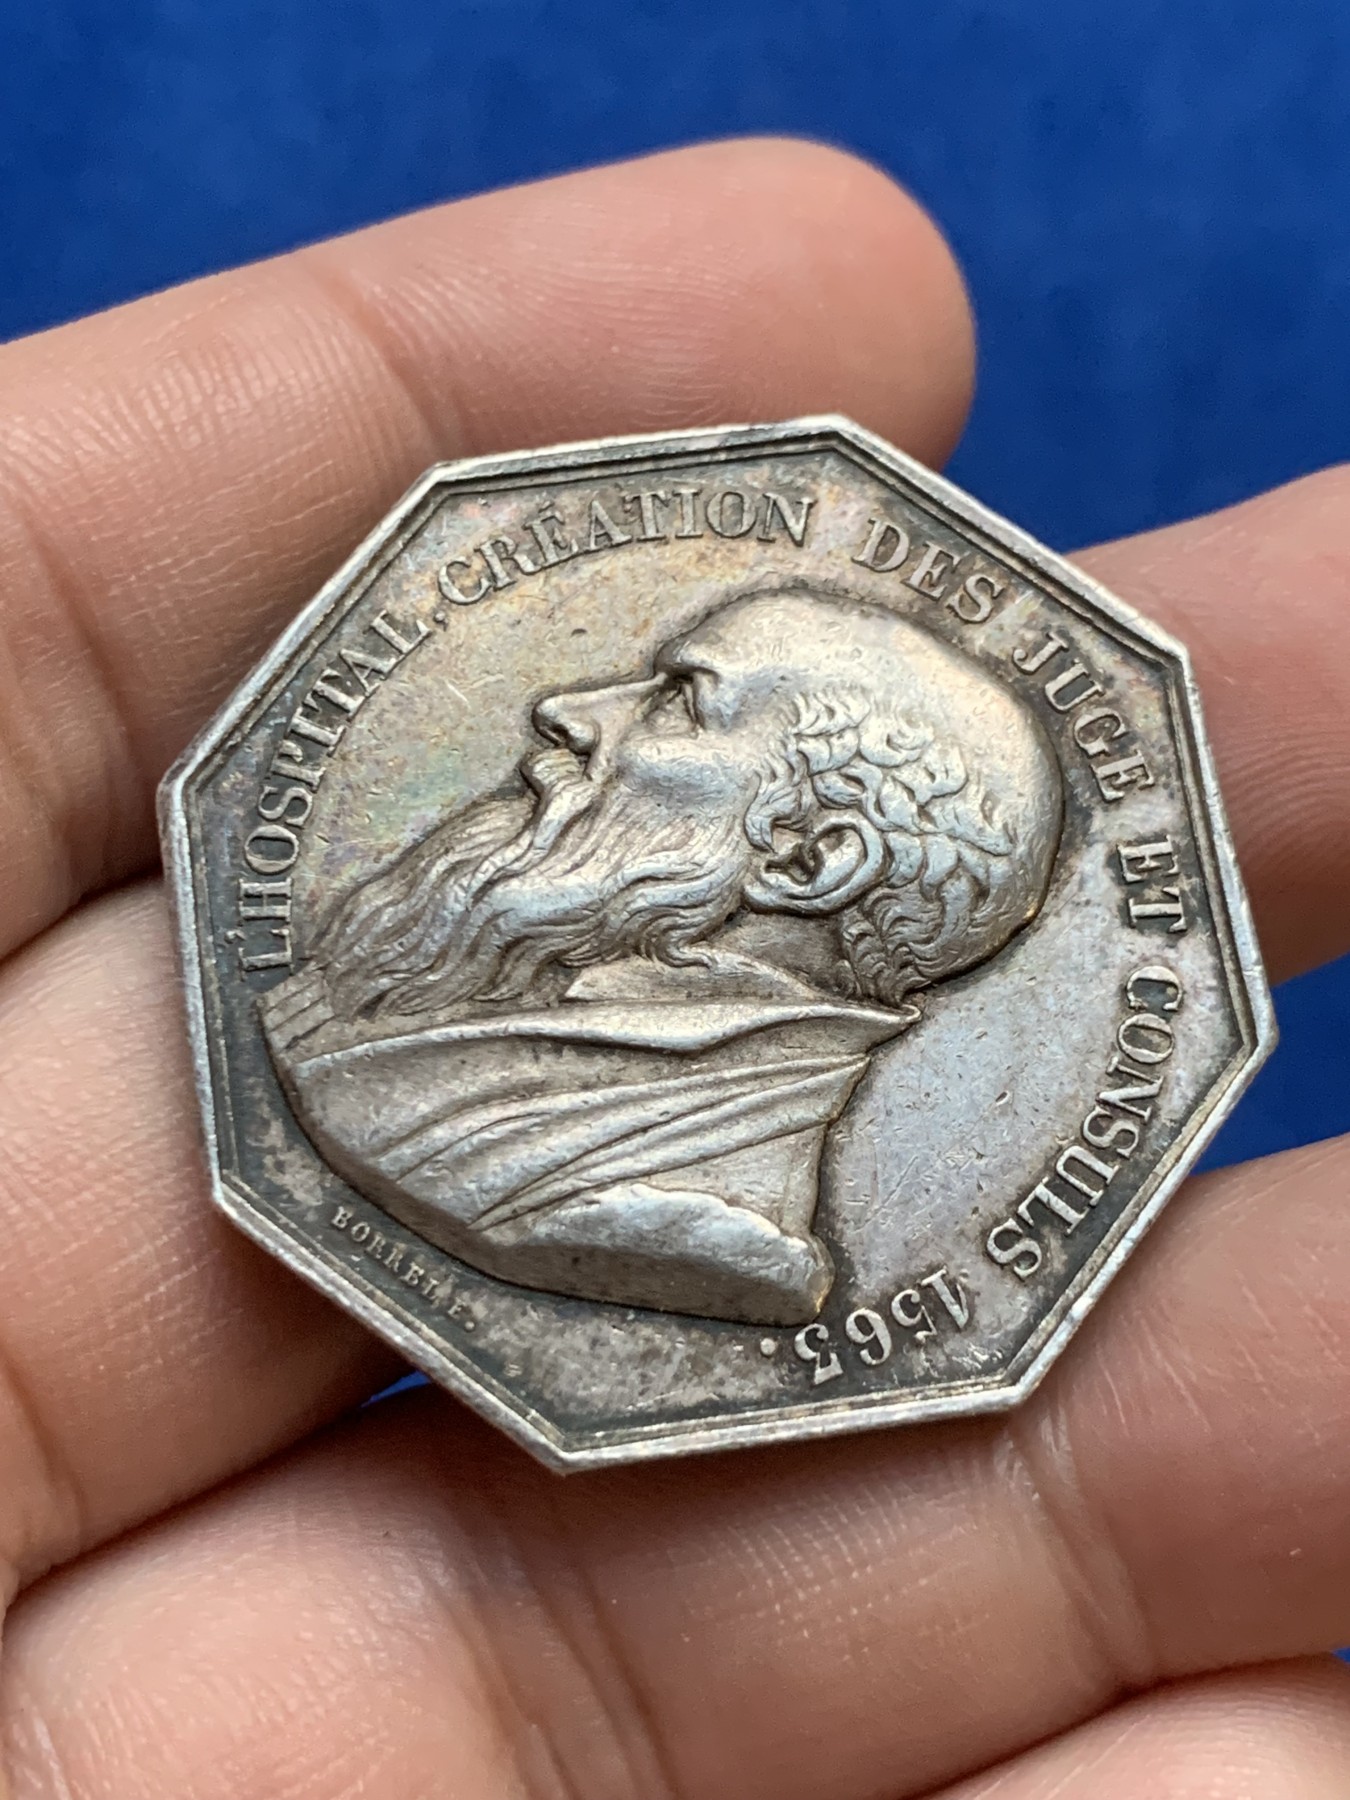 L'HOSPITAL, CRÉATION DES JUGE ET CONSULS 1563.
BORREL. F.